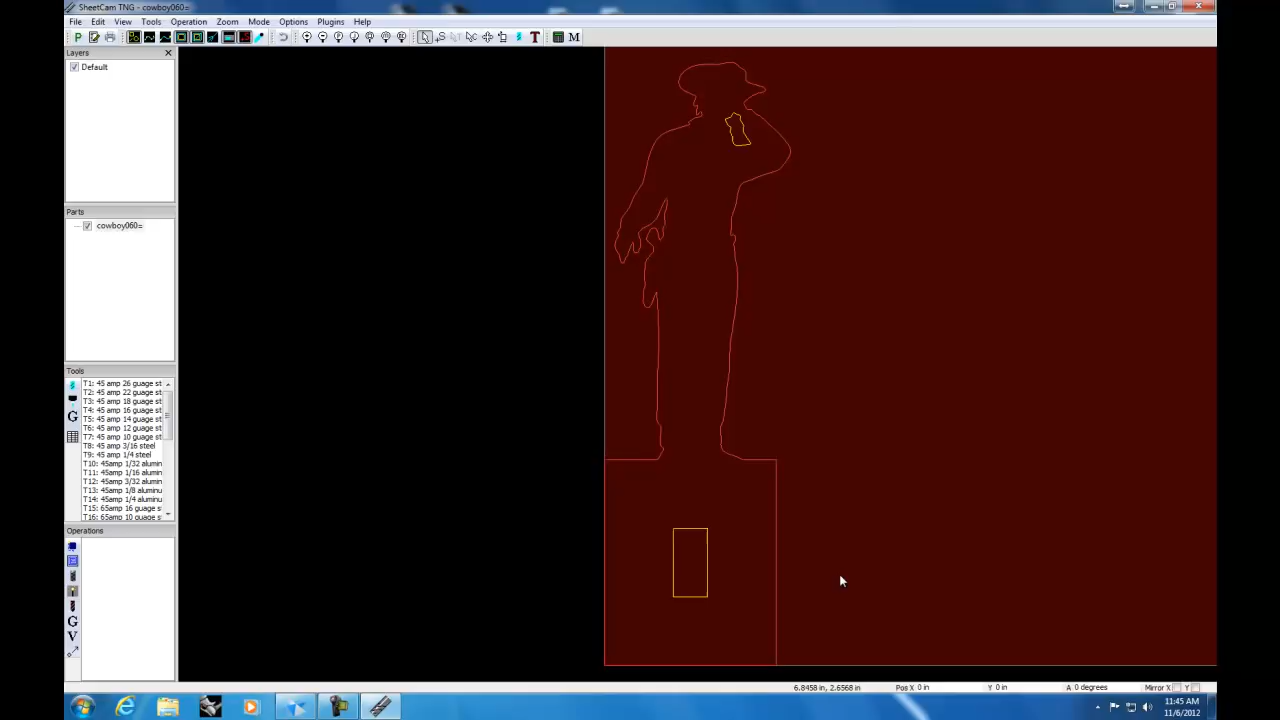 SheetCam TNG - cowboy060=
File Edit View Tools Operation Zoom Mode Options Plugins Help
P S T M
Layers
Default
Parts
cowboy060=
Tools
T1: 45 amp 26 guage st
T2: 45 amp 22 guage st
T3: 45 amp 18 guage st
T4: 45 amp 16 guage st
T5: 45 amp 14 guage st
T6: 45 amp 12 guage st
T7: 45 amp 10 guage st
T8: 45 amp 3/16 steel
T9: 45 amp 1/4 steel
T10: 45amp 1/32 alumin
T11: 45amp 1/16 alumin
T12: 45amp 3/32 alumin
T13: 45amp 1/8 aluminu
T14: 45amp 1/4 aluminu
T15: 65amp 16 guage st
T16: 65amp 10 guage st
G
Operations
G
V
6.8458 in, 2.6568 in Pos X 0 in Y 0 in A 0 degrees Mirror X Y
11:45 AM
11/6/2012